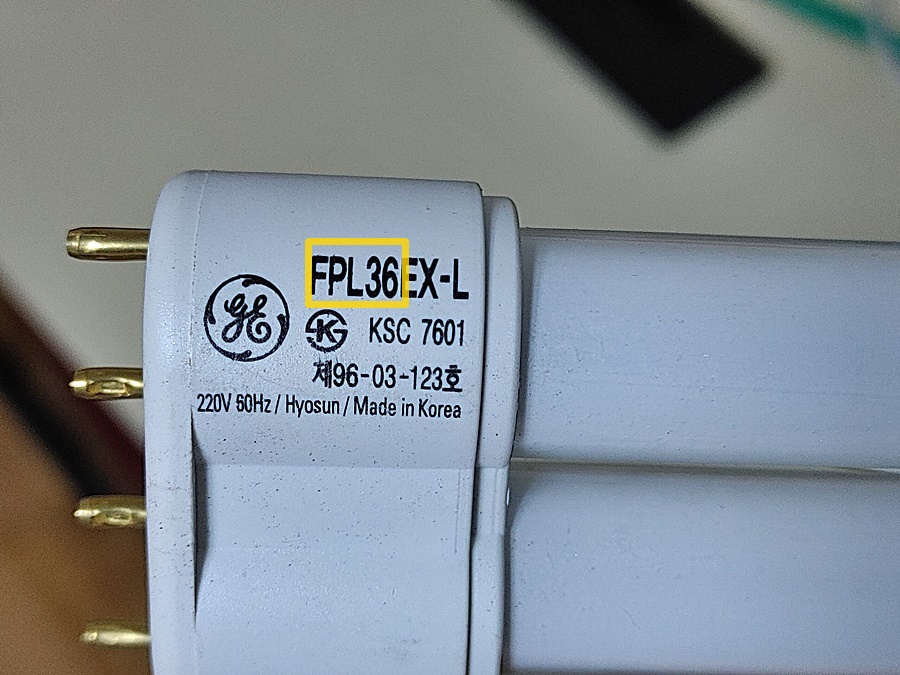 FPL36EX-L
GE
K KSC 7601
제96-03-123호
220V 60Hz / Hyosun / Made in Korea